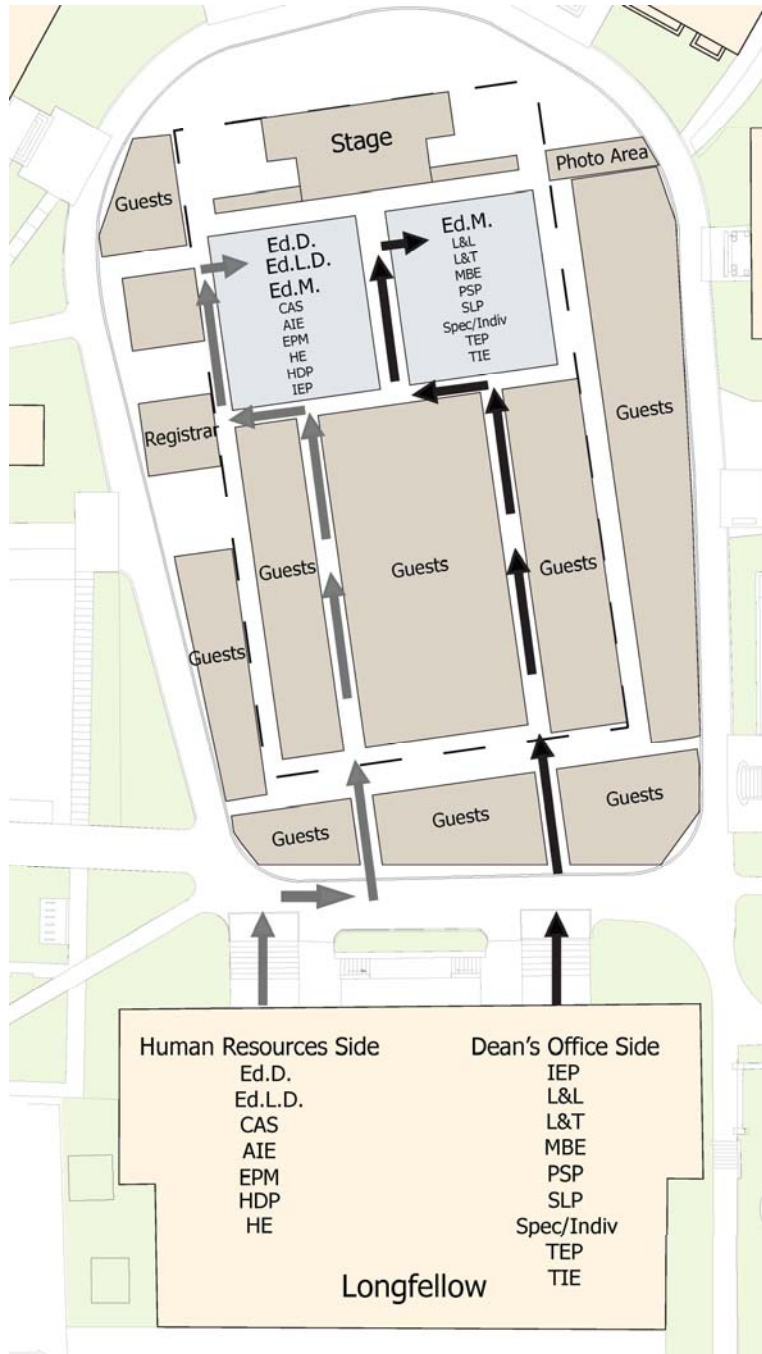 Stage
Photo Area
Guests
Ed.D.
Ed.L.D.
Ed.M.
CAS
AIE
EPM
HE
HDP
IEP
Ed.M.
L&L
L&T
MBE
PSP
SLP
Spec/Indiv
TEP
TIE
Guests
Registrar
Guests
Guests
Guests
Guests
Guests
Guests
Guests
Human Resources Side
Ed.D.
Ed.L.D.
CAS
AIE
EPM
HDP
HE
Dean's Office Side
IEP
L&L
L&T
MBE
PSP
SLP
Spec/Indiv
TEP
TIE
Longfellow